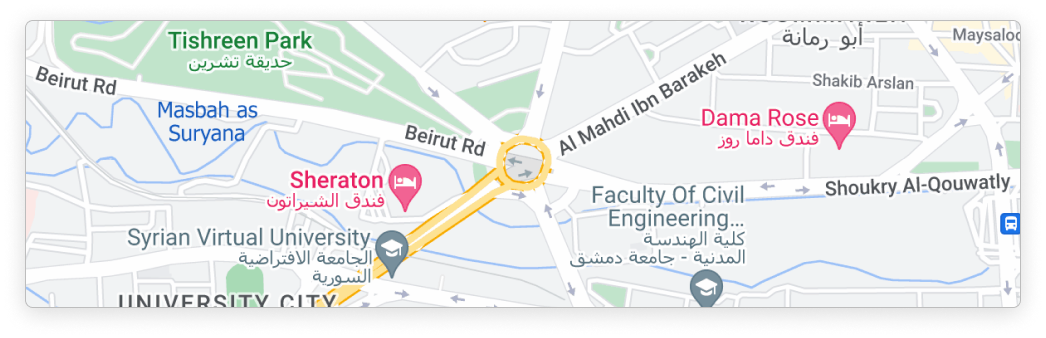 Tishreen Park
حديقة تشرين
أبو رمانة
Maysaloo
Beirut Rd
Shakib Arslan
Masbah as
Suryana
Al Mahdi Ibn Barakeh
Dama Rose
فندق داما روز
Beirut Rd
Sheraton
فندق الشيراتون
Faculty Of Civil
Engineering...
كلية الهندسة
المدنية - جامعة دمشق
Shoukry Al-Qouwatly
Syrian Virtual University
الجامعة الافتراضية
السورية
UNIVERSITY CITY